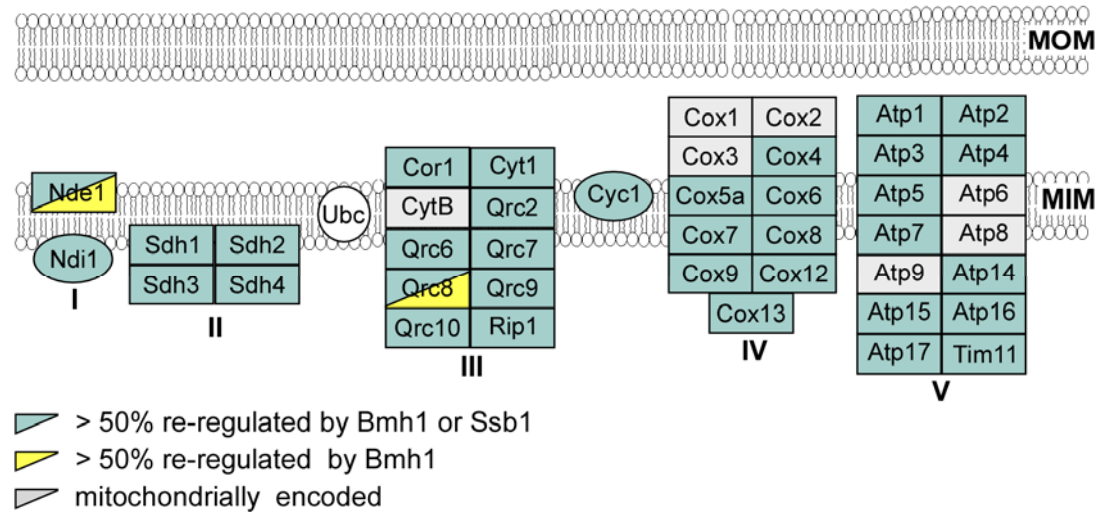 MOM
Cox1 Cox2 Atp1 Atp2
Cor1 Cyt1 Cox3 Cox4 Atp3 Atp4
Nde1 CytB Qrc2 Ubc Cyc1 Cox5a Cox6 Atp5 Atp6 MIM
Sdh1 Sdh2 Qrc6 Qrc7 Cox7 Cox8 Atp7 Atp8
Ndi1 Sdh3 Sdh4 Qrc8 Qrc9 Cox9 Cox12 Atp9 Atp14
I II Qrc10 Rip1 Cox13 Atp15 Atp16
III IV Atp17 Tim11
V
> 50% re-regulated by Bmh1 or Ssb1
> 50% re-regulated by Bmh1
mitochondrially encoded